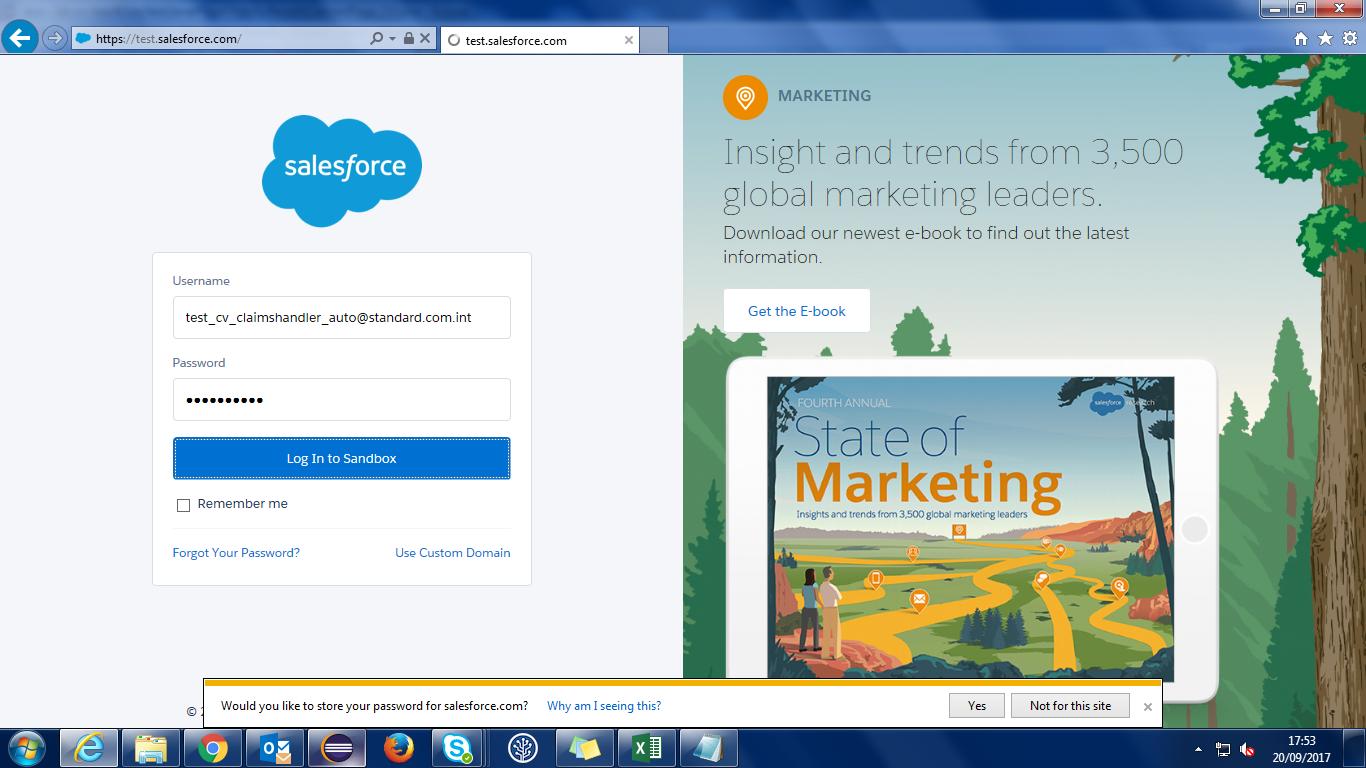 https://test.salesforce.com/
test.salesforce.com
salesforce
Username
test_cv_claimshandler_auto@standard.com.int
Password
••••••••••
Log In to Sandbox
Remember me
Forgot Your Password?
Use Custom Domain
MARKETING
Insight and trends from 3,500
global marketing leaders.
Download our newest e-book to find out the latest
information.
Get the E-book
FOURTH ANNUAL
salesforce research
State of
Marketing
Insights and trends from 3,500 global marketing leaders
©
Would you like to store your password for salesforce.com?
Why am I seeing this?
Yes
Not for this site
17:53
20/09/2017